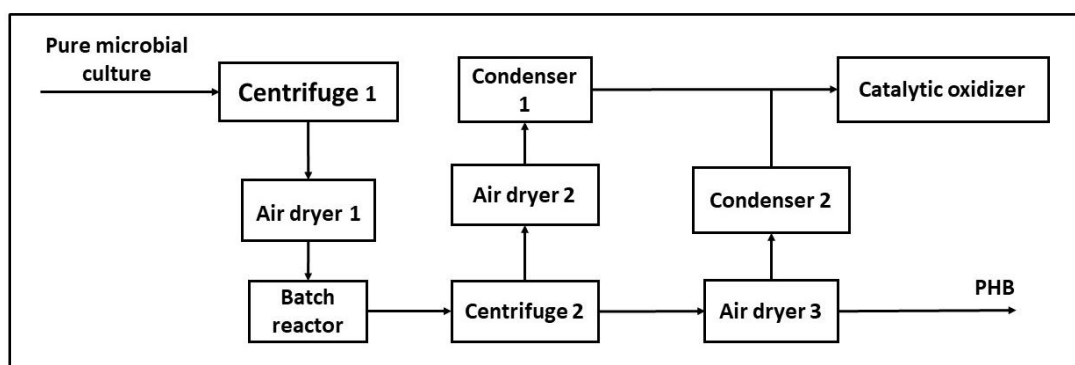 Pure microbial
culture
Centrifuge 1
Condenser
1
Catalytic oxidizer
Air dryer 1
Air dryer 2
Condenser 2
Batch
reactor
Centrifuge 2
Air dryer 3
PHB